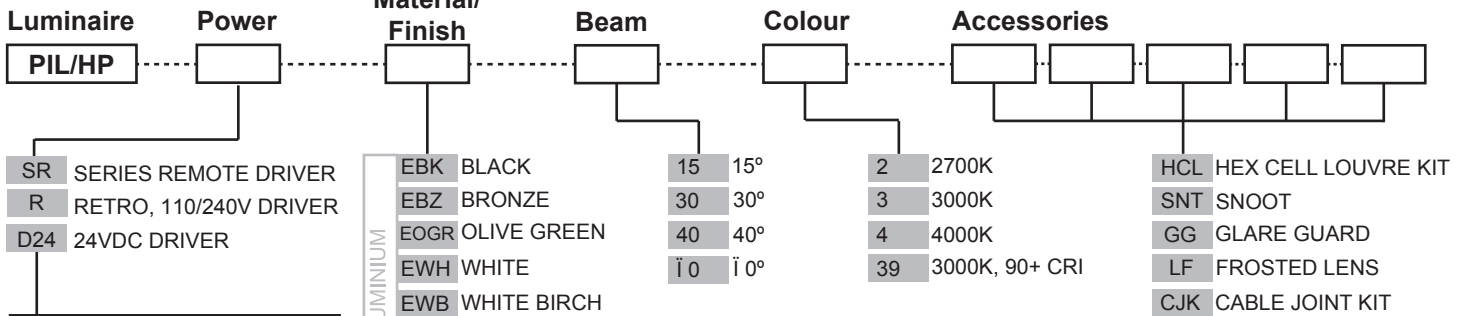 Material/
Luminaire Power Finish Beam Colour Accessories
PIL/HP
SR SERIES REMOTE DRIVER
R RETRO, 110/240V DRIVER
D24 24VDC DRIVER
EBK BLACK
EBZ BRONZE
EOGR OLIVE GREEN
EWH WHITE
EWB WHITE BIRCH
15 15º
30 30º
40 40º
Ï 0 Ï 0º
2 2700K
3 3000K
4 4000K
39 3000K, 90+ CRI
HCL HEX CELL LOUVRE KIT
SNT SNOOT
GG GLARE GUARD
LF FROSTED LENS
CJK CABLE JOINT KIT